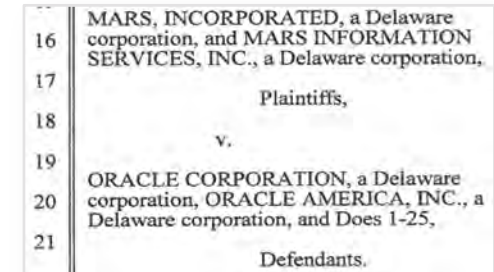 MARS, INCORPORATED, a Delaware
16 corporation, and MARS INFORMATION
SERVICES, INC., a Delaware corporation,
17
Plaintiffs,
18
v.
19
ORACLE CORPORATION, a Delaware
20 corporation, ORACLE AMERICA, INC., a
Delaware corporation, and Does 1-25,
21
Defendants.